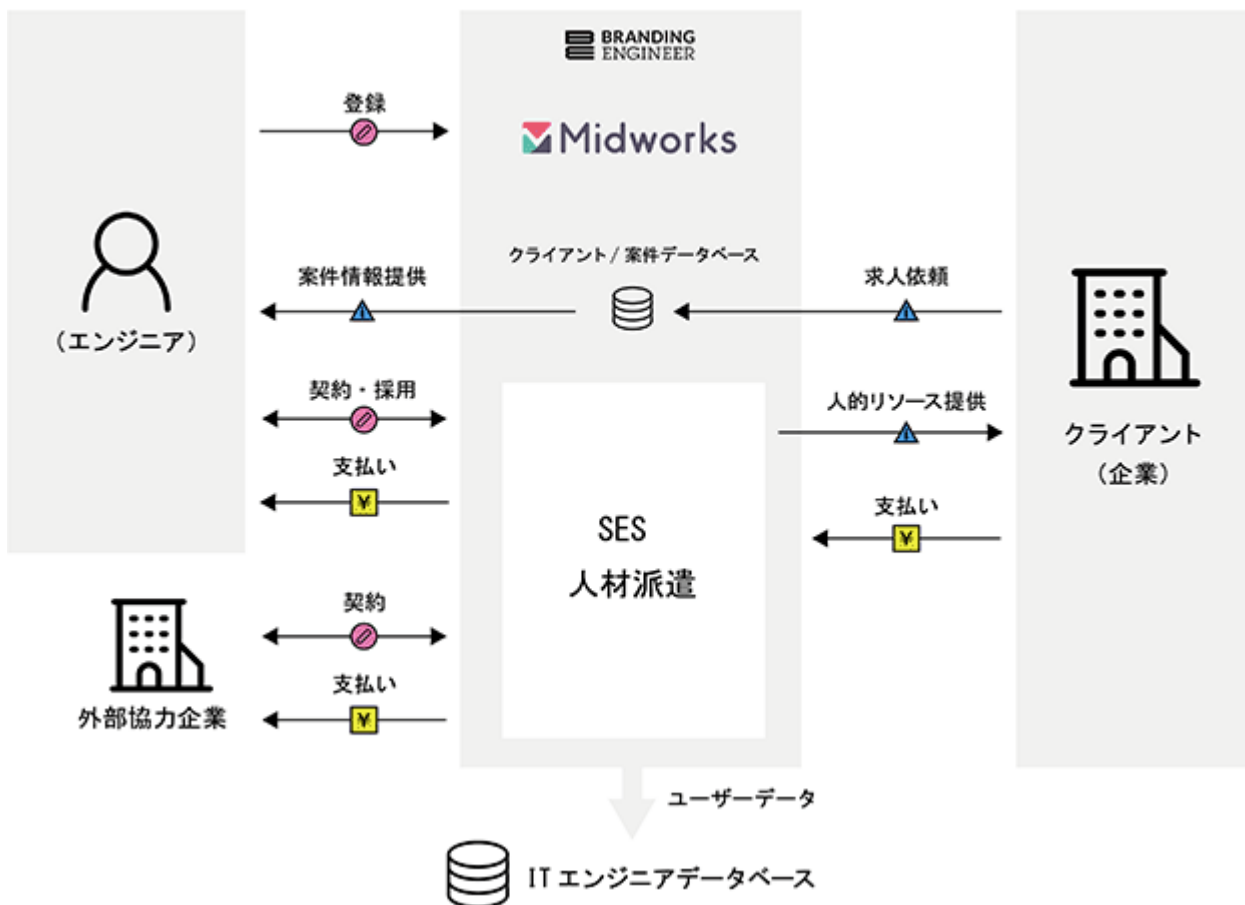 BRANDING
ENGINEER
Midworks
登録
クライアント / 案件データベース
案件情報提供
求人依頼
(エンジニア)
契約・採用
人的リソース提供
クライアント
(企業)
支払い
¥
支払い
¥
SES
人材派遣
契約
支払い
¥
外部協力企業
ユーザーデータ
IT エンジニアデータベース